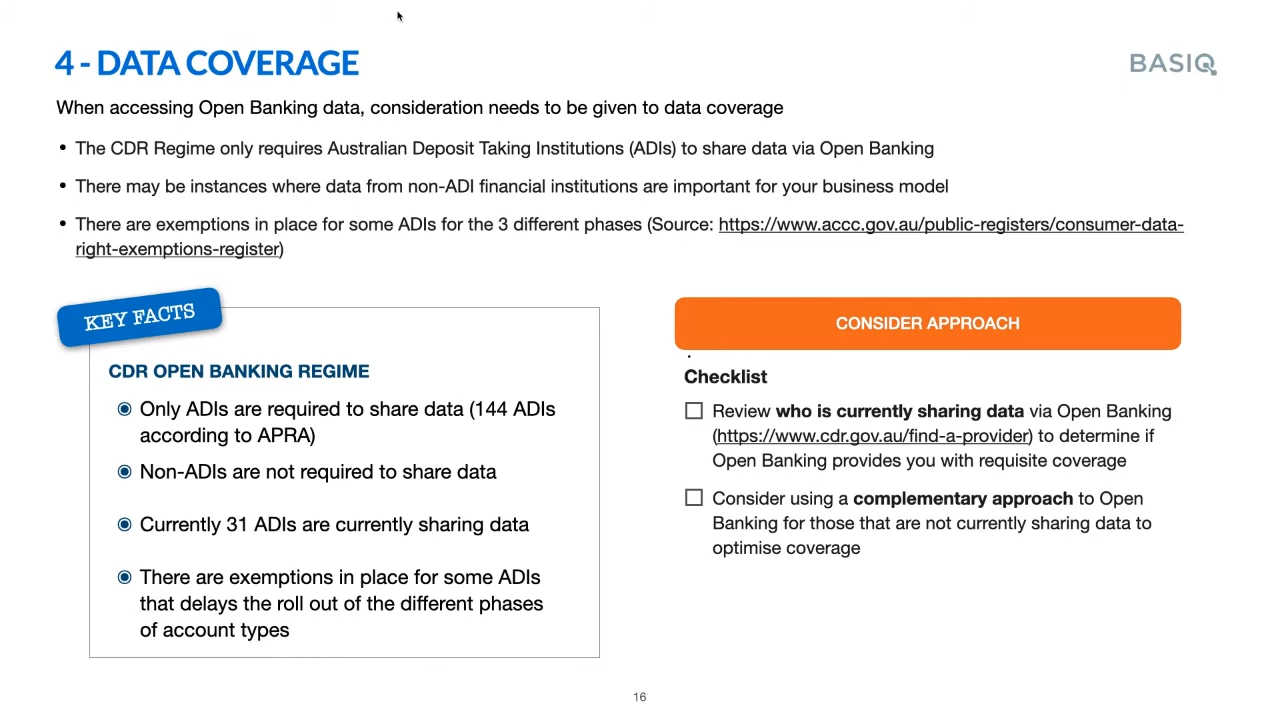 4 - DATA COVERAGE
BASIQ
When accessing Open Banking data, consideration needs to be given to data coverage
• The CDR Regime only requires Australian Deposit Taking Institutions (ADIs) to share data via Open Banking
• There may be instances where data from non-ADI financial institutions are important for your business model
• There are exemptions in place for some ADIs for the 3 different phases (Source: https://www.accc.gov.au/public-registers/consumer-data-
right-exemptions-register)
KEY FACTS
CDR OPEN BANKING REGIME
Only ADIs are required to share data (144 ADIs
according to APRA)
Non-ADIs are not required to share data
Currently 31 ADIs are currently sharing data
There are exemptions in place for some ADIs
that delays the roll out of the different phases
of account types
CONSIDER APPROACH
Checklist
Review who is currently sharing data via Open Banking
(https://www.cdr.gov.au/find-a-provider) to determine if
Open Banking provides you with requisite coverage
Consider using a complementary approach to Open
Banking for those that are not currently sharing data to
optimise coverage
16